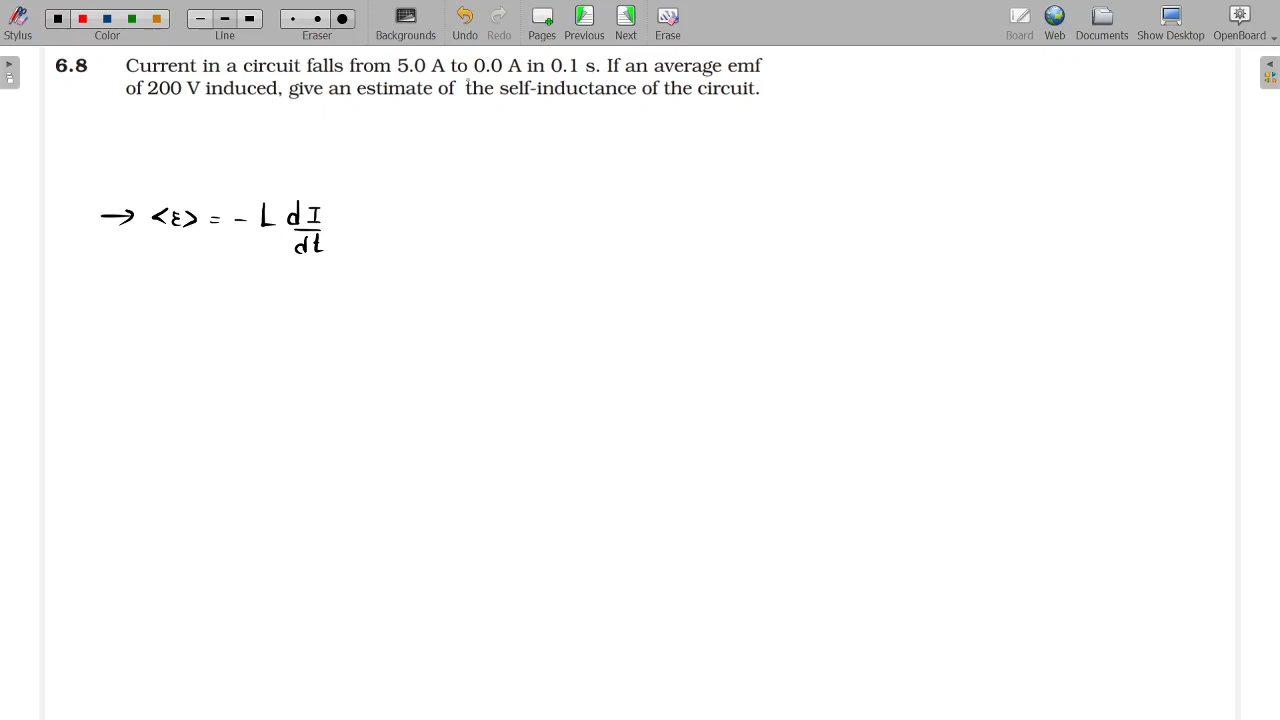 Stylus Color Line Eraser Backgrounds Undo Redo Pages Previous Next Erase Board Web Documents Show Desktop OpenBoard
6.8 Current in a circuit falls from 5.0 A to 0.0 A in 0.1 s. If an average emf
of 200 V induced, give an estimate of the self-inductance of the circuit.
→ <ε> = - L dI
dt